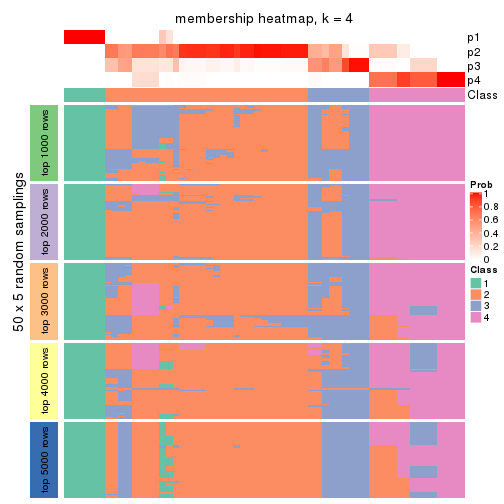 membership heatmap, k = 4
p1
p2
p3
p4
Class
50 x 5 random samplings
top 1000 rows
top 2000 rows
top 3000 rows
top 4000 rows
top 5000 rows
Prob
1
0.8
0.6
0.4
0.2
0
Class
1
2
3
4